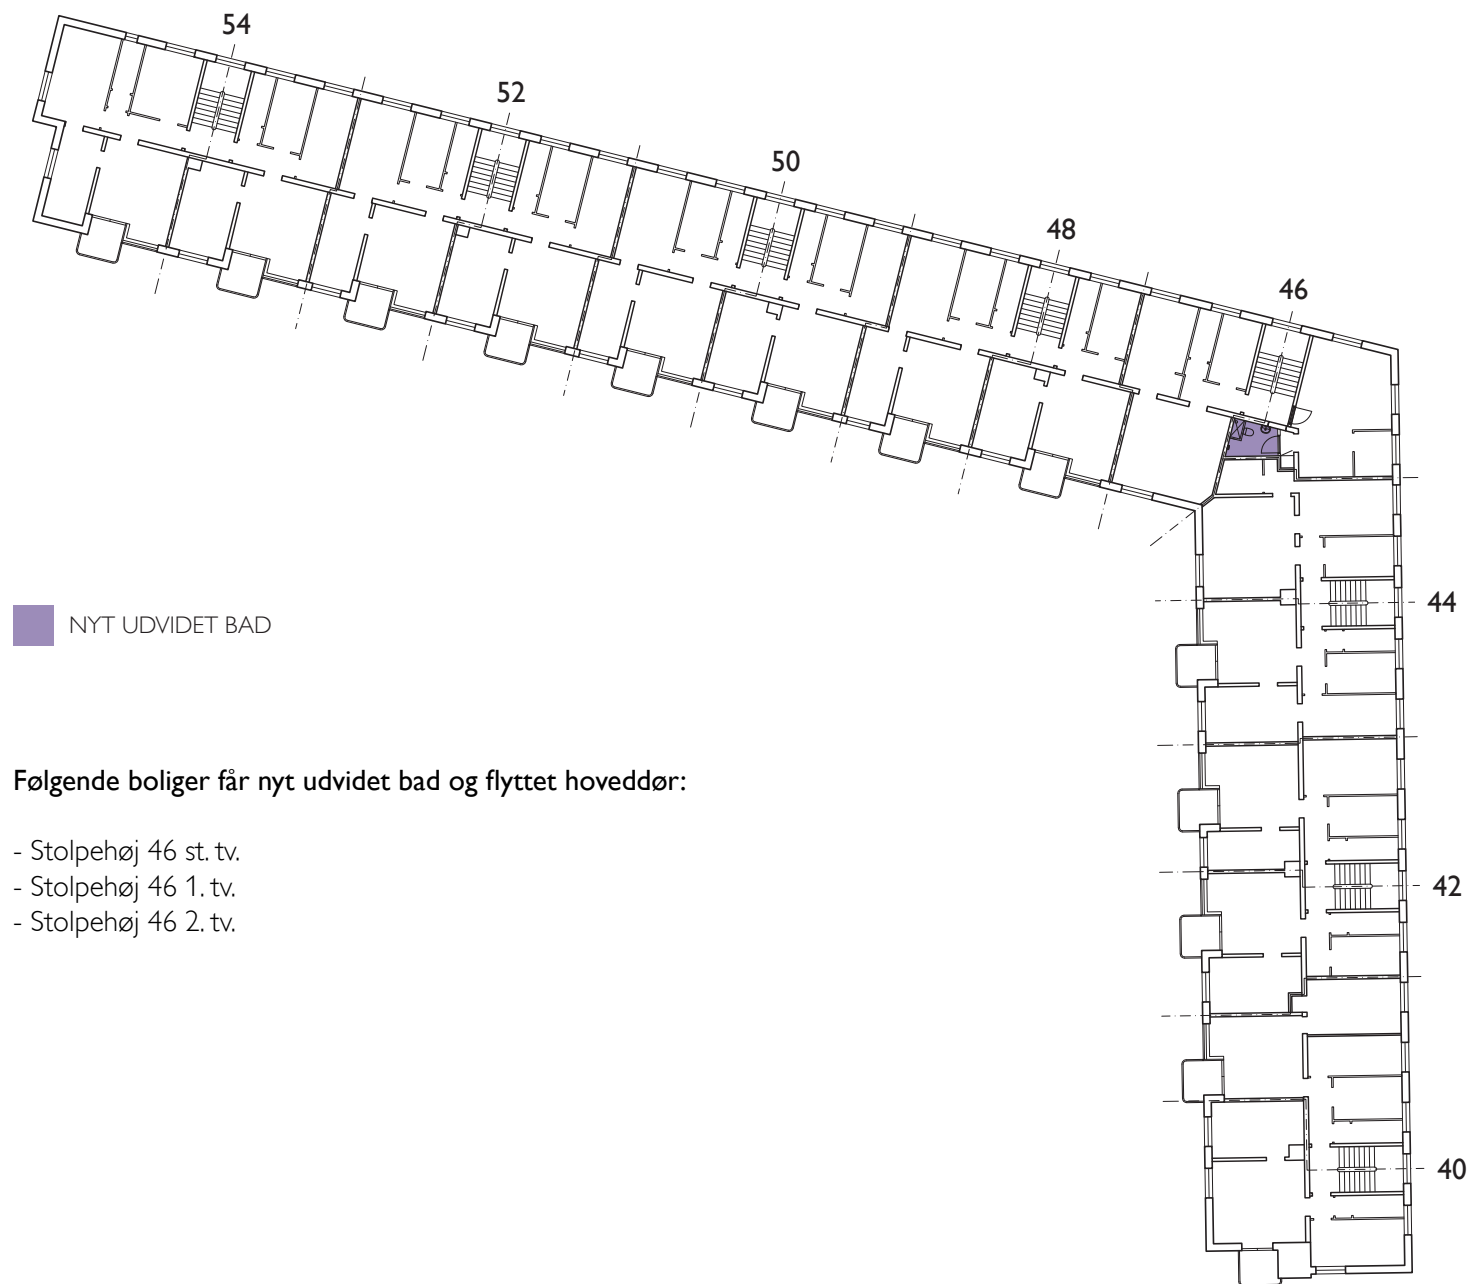 54
52
50
48
46
44
NYT UDVIDET BAD
Følgende boliger får nyt udvidet bad og flyttet hoveddør:
- Stolpehøj 46 st. tv.
- Stolpehøj 46 1. tv.
- Stolpehøj 46 2. tv.
42
40